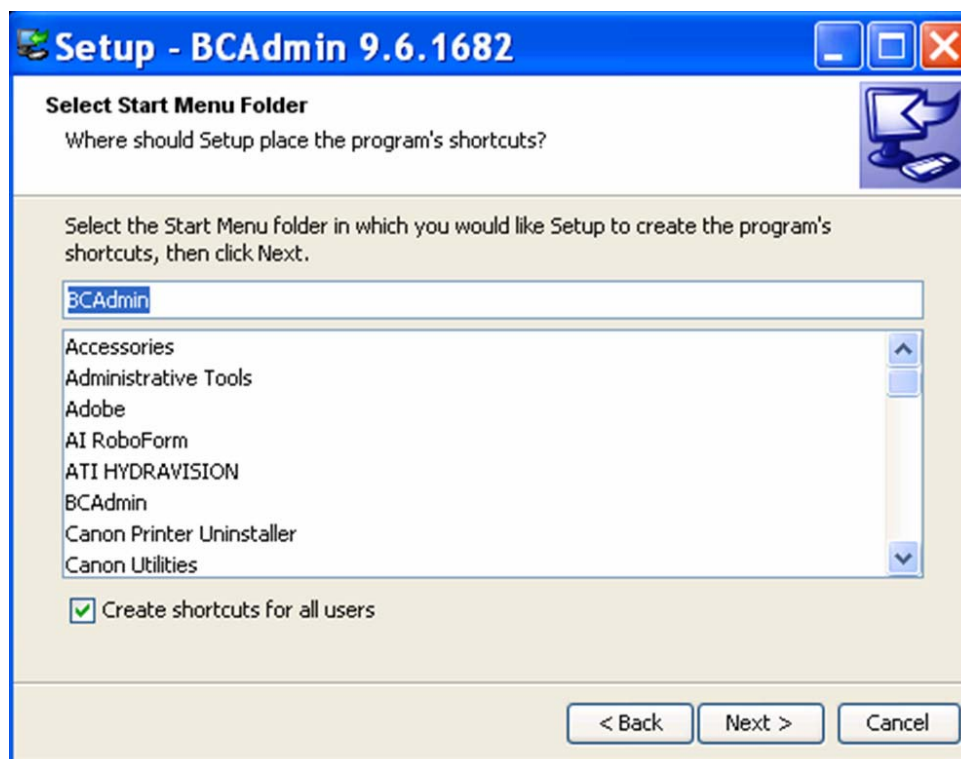 Setup - BCAdmin 9.6.1682
Select Start Menu Folder
Where should Setup place the program's shortcuts?
Select the Start Menu folder in which you would like Setup to create the program's
shortcuts, then click Next.
BCAdmin
Accessories
Administrative Tools
Adobe
AI RoboForm
ATI HYDRAVISION
BCAdmin
Canon Printer Uninstaller
Canon Utilities
Create shortcuts for all users
< Back Next > Cancel